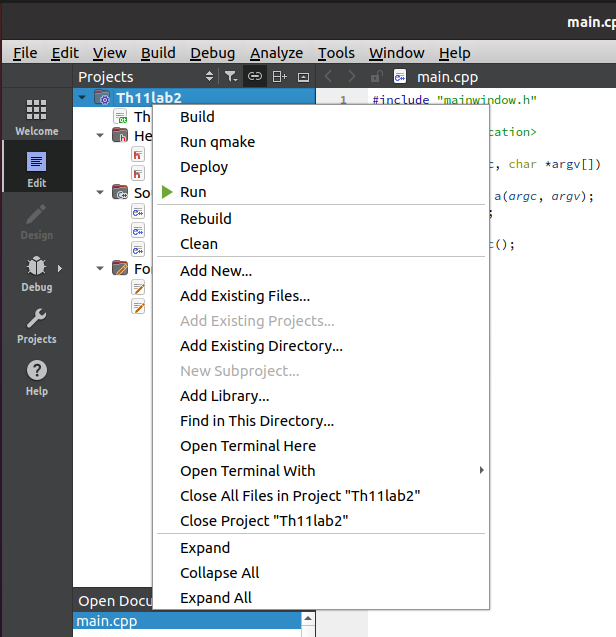 main.cp
File Edit View Build Debug Analyze Tools Window Help
Projects
main.cpp
Welcome
Edit
Design
Debug
Projects
Help
Th11lab2
Th
He
So
Fo
Build
Run qmake
Deploy
Run
Rebuild
Clean
Add New...
Add Existing Files...
Add Existing Projects...
Add Existing Directory...
New Subproject...
Add Library...
Find in This Directory...
Open Terminal Here
Open Terminal With
Close All Files in Project "Th11lab2"
Close Project "Th11lab2"
Expand
Collapse All
Expand All
1 #include "mainwindow.h"
cation>
c, char *argv[])
a(argc, argv);
;
c();
Open Docu
main.cpp